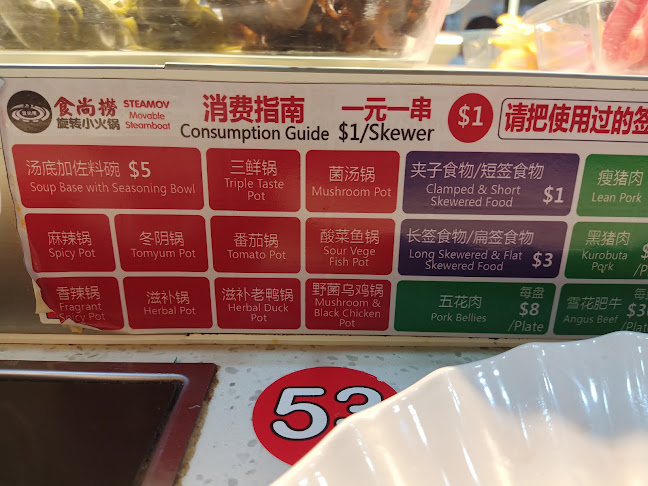 食尚捞
旋转小火锅
STEAMOV
Movable
Steamboat
消费指南
Consumption Guide
一元一串
$1/Skewer
$1
请把使用过的
汤底加佐料碗 $5
Soup Base with Seasoning Bowl
三鲜锅
Triple Taste
Pot
菌汤锅
Mushroom Pot
夹子食物/短签食物
Clamped & Short
Skewered Food
$1
瘦猪肉
Lean Pork
麻辣锅
Spicy Pot
冬阴锅
Tomyum Pot
番茄锅
Tomato Pot
酸菜鱼锅
Sour Vege
Fish Pot
长签食物/扁签食物
Long Skewered & Flat
Skewered Food
$3
黑猪肉
Kurobuta
Pork
香辣锅
Fragrant
Spicy Pot
滋补锅
Herbal Pot
滋补老鸭锅
Herbal Duck
Pot
野菌乌鸡锅
Mushroom &
Black Chicken
Pot
五花肉
Pork Bellies
每盘
$8
/Plate
雪花肥牛
Angus Beef
53